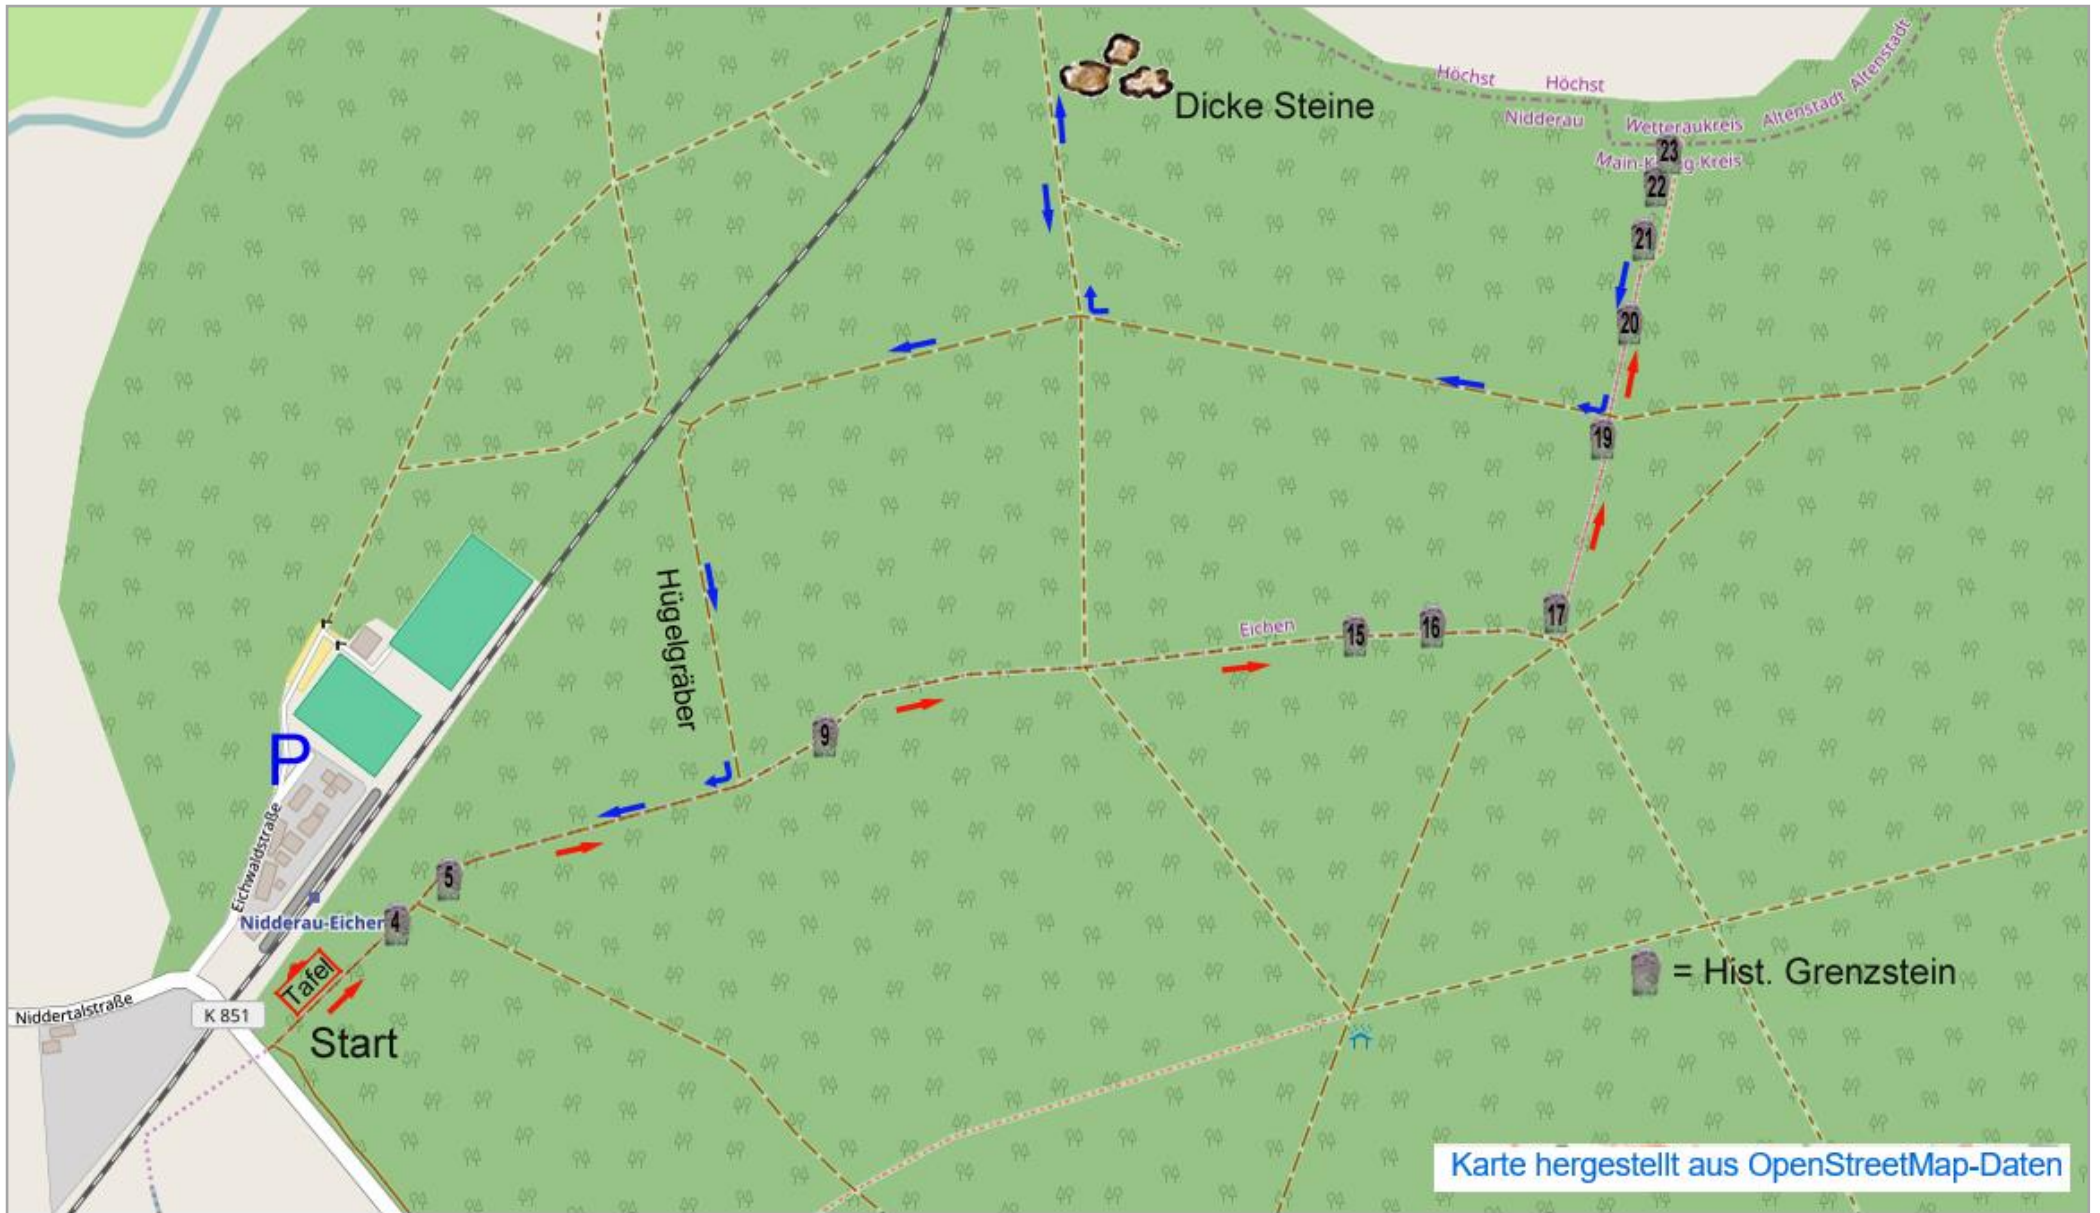 Höchst
Höchst
Altenstadt
Altenstadt
Nidderau
Wetteraukreis
Dicke Steine
23
22
21
20
19
17
16
15
Eichen
9
Hügelgräber
P
Eichwaldstraße
5
4
Nidderau-Eichen
Tafel
Start
K 851
Niddertalstraße
= Hist. Grenzstein
Karte hergestellt aus OpenStreetMap-Daten